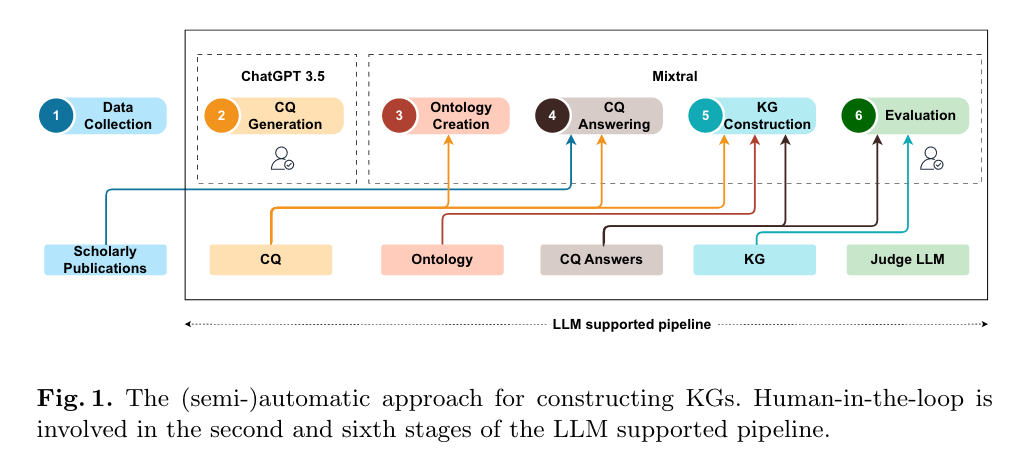 ChatGPT 3.5
Mixtral
1
Data
Collection
2
CQ
Generation
3
Ontology
Creation
4
CQ
Answering
5
KG
Construction
6
Evaluation
Scholarly
Publications
CQ
Ontology
CQ Answers
KG
Judge LLM
LLM supported pipeline
Fig. 1. The (semi-)automatic approach for constructing KGs. Human-in-the-loop is
involved in the second and sixth stages of the LLM supported pipeline.